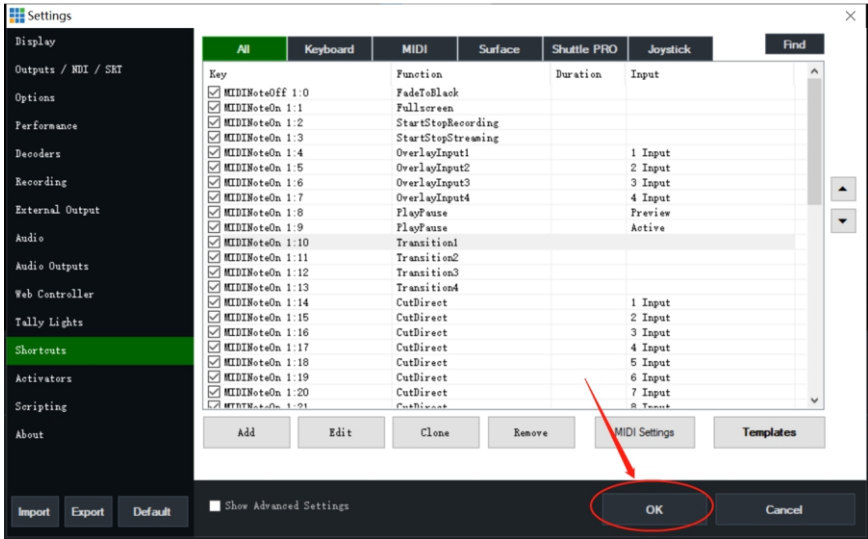 Settings
Display
Outputs / NDI / SRT
Options
Performance
Decoders
Recording
External Output
Audio
Audio Outputs
Web Controller
Tally Lights
Shortcuts
Activators
Scripting
About
Import Export Default
All Keyboard MIDI Surface Shuttle PRO Joystick Find
Key Function Duration Input
MIDINoteOff 1:0 FadeToBlack
MIDINoteOn 1:1 Fullscreen
MIDINoteOn 1:2 StartStopRecording
MIDINoteOn 1:3 StartStopStreaming
MIDINoteOn 1:4 OverlayInput1 1 Input
MIDINoteOn 1:5 OverlayInput2 2 Input
MIDINoteOn 1:6 OverlayInput3 3 Input
MIDINoteOn 1:7 OverlayInput4 4 Input
MIDINoteOn 1:8 PlayPause Preview
MIDINoteOn 1:9 PlayPause Active
MIDINoteOn 1:10 Transition1
MIDINoteOn 1:11 Transition2
MIDINoteOn 1:12 Transition3
MIDINoteOn 1:13 Transition4
MIDINoteOn 1:14 CutDirect 1 Input
MIDINoteOn 1:15 CutDirect 2 Input
MIDINoteOn 1:16 CutDirect 3 Input
MIDINoteOn 1:17 CutDirect 4 Input
MIDINoteOn 1:18 CutDirect 5 Input
MIDINoteOn 1:19 CutDirect 6 Input
MIDINoteOn 1:20 CutDirect 7 Input
MIDINoteOn 1:21 CutDirect 8 Input
Add Edit Clone Remove MIDI Settings Templates
Show Advanced Settings OK Cancel